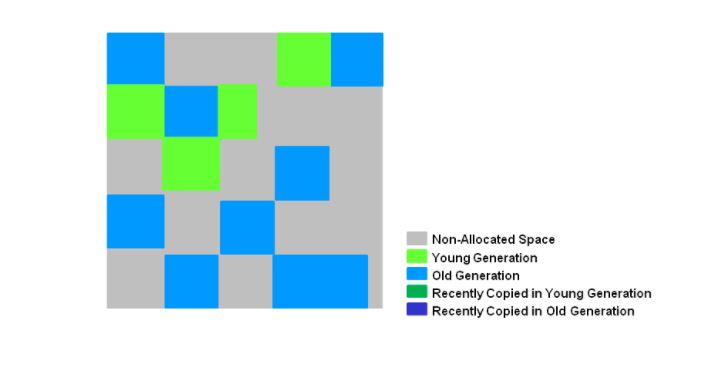 Non-Allocated Space
Young Generation
Old Generation
Recently Copied in Young Generation
Recently Copied in Old Generation